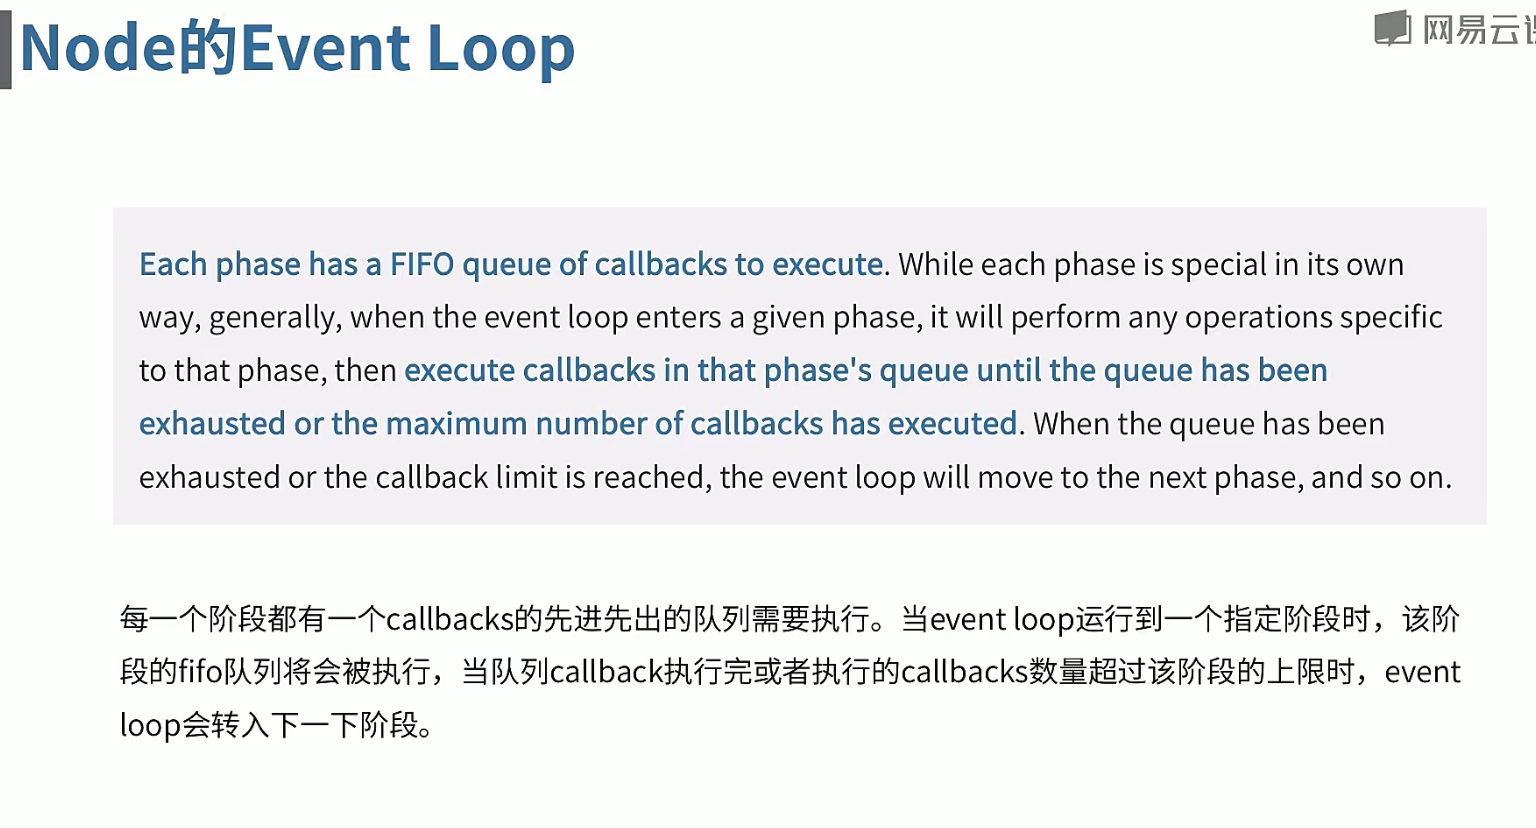 Node的Event Loop
网易云课
Each phase has a FIFO queue of callbacks to execute. While each phase is special in its own
way, generally, when the event loop enters a given phase, it will perform any operations specific
to that phase, then execute callbacks in that phase's queue until the queue has been
exhausted or the maximum number of callbacks has executed. When the queue has been
exhausted or the callback limit is reached, the event loop will move to the next phase, and so on.
每一个阶段都有一个callbacks的先进先出的队列需要执行。当event loop运行到一个指定阶段时，该阶
段的fifo队列将会被执行，当队列callback执行完或者执行的callbacks数量超过该阶段的上限时，event
loop会转入下一下阶段。